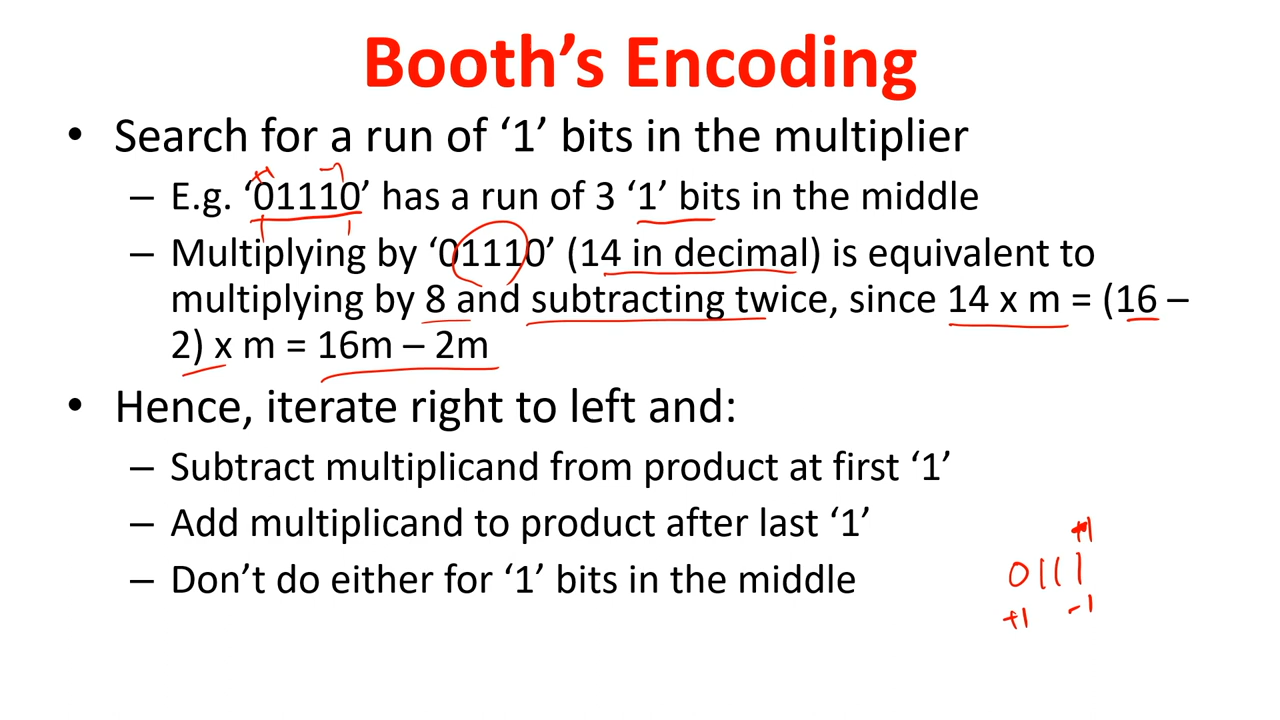 Booth's Encoding
• Search for a run of ‘1’ bits in the multiplier
+1 -1
– E.g. ‘01110’ has a run of 3 ‘1’ bits in the middle
– Multiplying by ‘01110’ (14 in decimal) is equivalent to
multiplying by 8 and subtracting twice, since 14 x m = (16 –
2) x m = 16m – 2m
• Hence, iterate right to left and:
– Subtract multiplicand from product at first ‘1’
– Add multiplicand to product after last ‘1’
+1
– Don’t do either for ‘1’ bits in the middle
0111
+1 -1